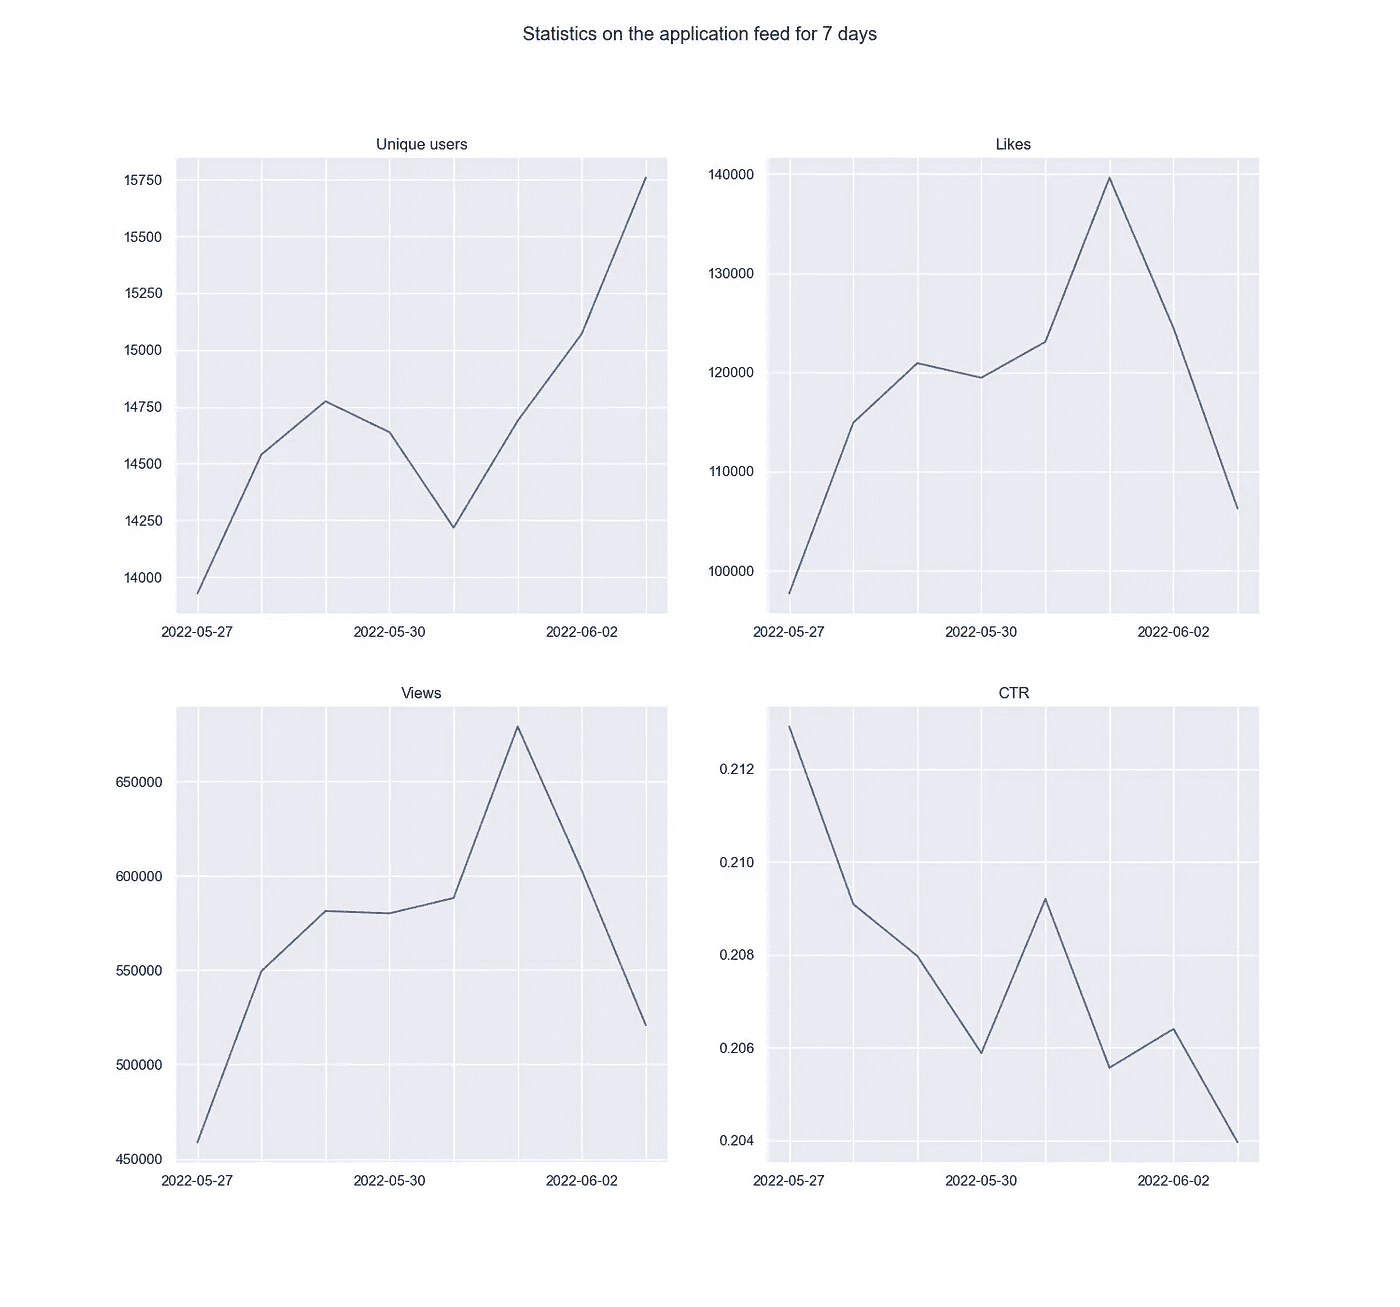 Statistics on the application feed for 7 days
Unique users
15750
15500
15250
15000
14750
14500
14250
14000
2022-05-27 2022-05-30 2022-06-02
Likes
140000
130000
120000
110000
100000
2022-05-27 2022-05-30 2022-06-02
Views
650000
600000
550000
500000
450000
2022-05-27 2022-05-30 2022-06-02
CTR
0.212
0.210
0.208
0.206
0.204
2022-05-27 2022-05-30 2022-06-02